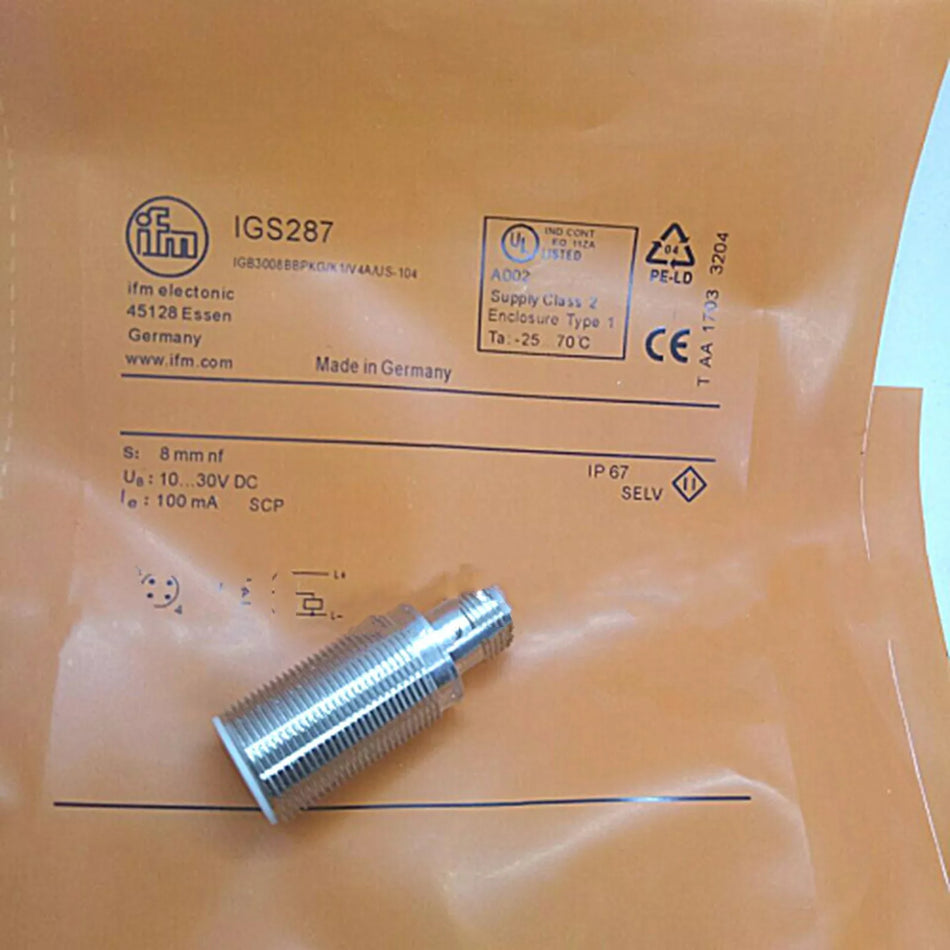 ifm
IGS287
IGB3008BBPKG/K1/V4A/US-104
ifm electonic
45128 Essen
Germany
www.ifm.com
Made in Germany
UL
IND CONT
EQ 11ZA
LISTED
A002
Supply Class 2
Enclosure Type 1
Ta: -25...70°C
04
PE-LD
CE
T AA 1703 3204
S: 8 mm nf
UB : 10...30V DC
Ie : 100 mA SCP
IP 67
SELV
4
L+
L-